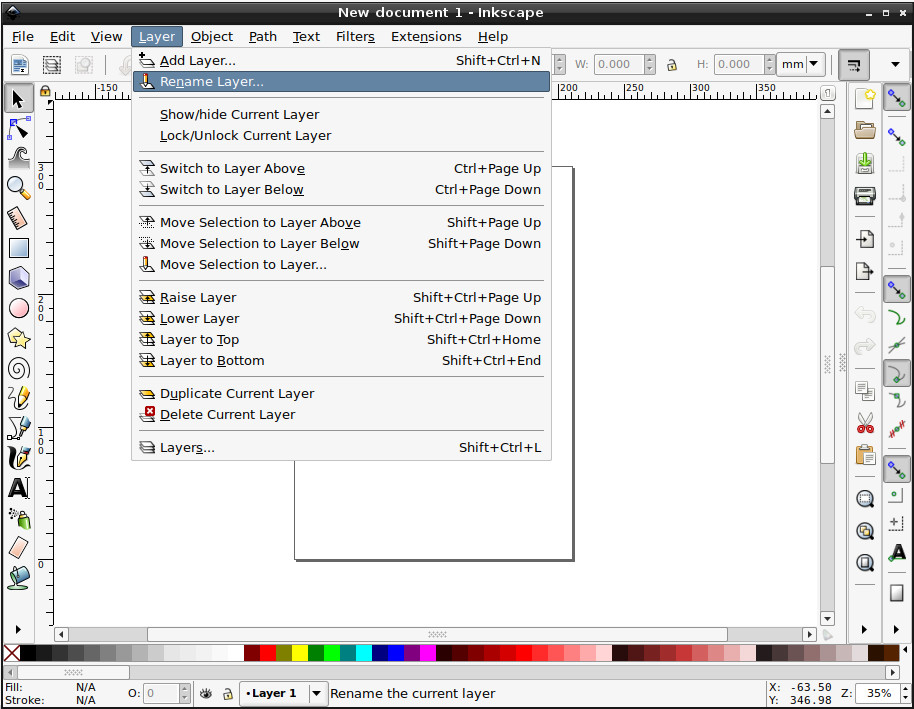 New document 1 - Inkscape
File Edit View Layer Object Path Text Filters Extensions Help
Add Layer... Shift+Ctrl+N
W: 0.000 H: 0.000 mm
Rename Layer...
-150 200 250 300 350
Show/hide Current Layer
Lock/Unlock Current Layer
Switch to Layer Above Ctrl+Page Up
300
Switch to Layer Below Ctrl+Page Down
Move Selection to Layer Above Shift+Page Up
Move Selection to Layer Below Shift+Page Down
Move Selection to Layer...
Raise Layer Shift+Ctrl+Page Up
200
Lower Layer Shift+Ctrl+Page Down
Layer to Top Shift+Ctrl+Home
Layer to Bottom Shift+Ctrl+End
Duplicate Current Layer
Delete Current Layer
100
Layers... Shift+Ctrl+L
0
Fill: N/A
Stroke: N/A
O: 0
•Layer 1
Rename the current layer
X: -63.50
Y: 346.98
Z: 35%